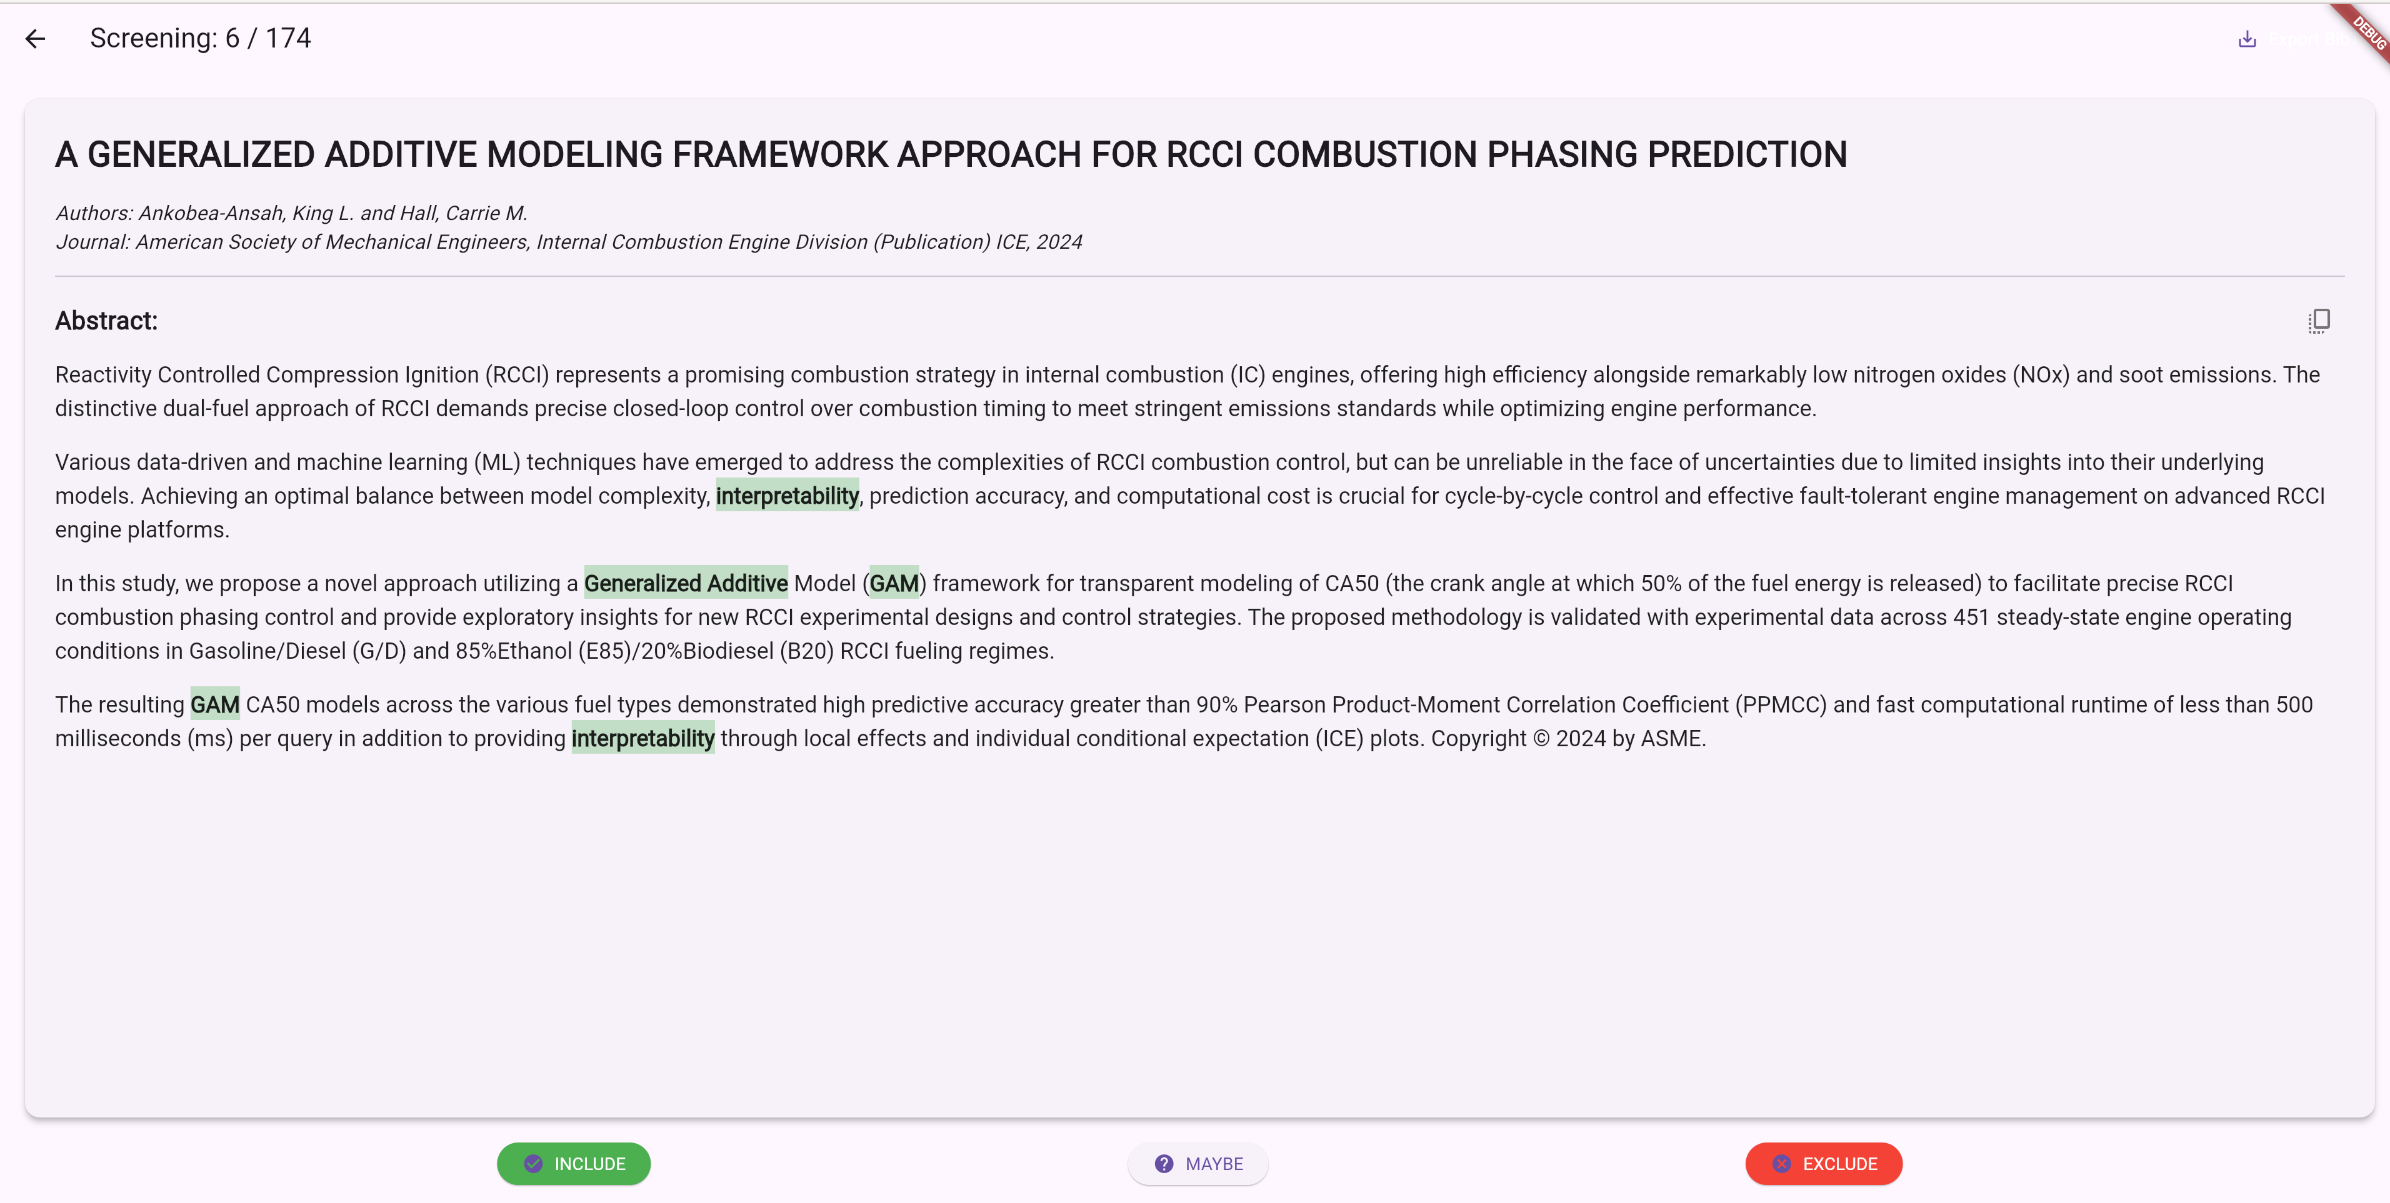 Screening: 6 / 174
Export Bib
DEBUG
A GENERALIZED ADDITIVE MODELING FRAMEWORK APPROACH FOR RCCI COMBUSTION PHASING PREDICTION
Authors: Ankobea-Ansah, King L. and Hall, Carrie M.
Journal: American Society of Mechanical Engineers, Internal Combustion Engine Division (Publication) ICE, 2024
Abstract:
Reactivity Controlled Compression Ignition (RCCI) represents a promising combustion strategy in internal combustion (IC) engines, offering high efficiency alongside remarkably low nitrogen oxides (NOx) and soot emissions. The
distinctive dual-fuel approach of RCCI demands precise closed-loop control over combustion timing to meet stringent emissions standards while optimizing engine performance.
Various data-driven and machine learning (ML) techniques have emerged to address the complexities of RCCI combustion control, but can be unreliable in the face of uncertainties due to limited insights into their underlying
models. Achieving an optimal balance between model complexity, interpretability, prediction accuracy, and computational cost is crucial for cycle-by-cycle control and effective fault-tolerant engine management on advanced RCCI
engine platforms.
In this study, we propose a novel approach utilizing a Generalized Additive Model (GAM) framework for transparent modeling of CA50 (the crank angle at which 50% of the fuel energy is released) to facilitate precise RCCI
combustion phasing control and provide exploratory insights for new RCCI experimental designs and control strategies. The proposed methodology is validated with experimental data across 451 steady-state engine operating
conditions in Gasoline/Diesel (G/D) and 85%Ethanol (E85)/20%Biodiesel (B20) RCCI fueling regimes.
The resulting GAM CA50 models across the various fuel types demonstrated high predictive accuracy greater than 90% Pearson Product-Moment Correlation Coefficient (PPMCC) and fast computational runtime of less than 500
milliseconds (ms) per query in addition to providing interpretability through local effects and individual conditional expectation (ICE) plots. Copyright © 2024 by ASME.
INCLUDE
MAYBE
EXCLUDE